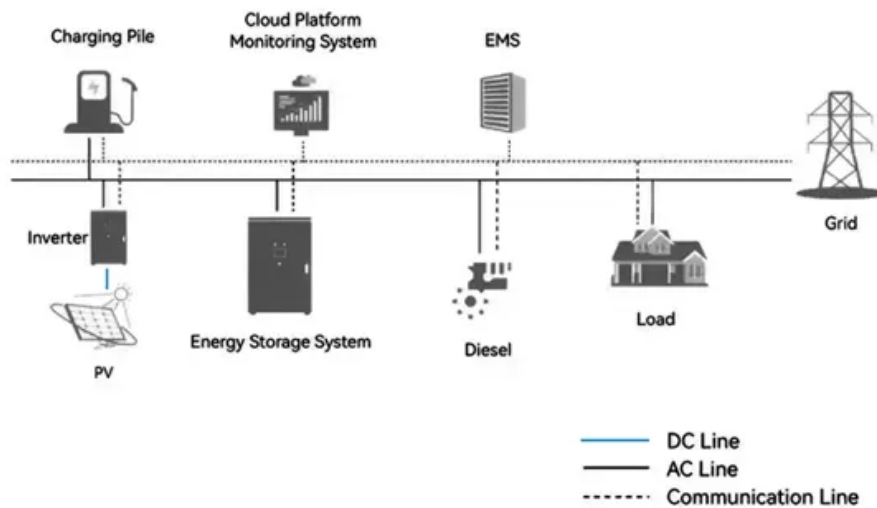 Charging Pile
Cloud Platform
Monitoring System
EMS
Grid
Inverter
PV
Energy Storage System
Diesel
Load
DC Line
AC Line
Communication Line